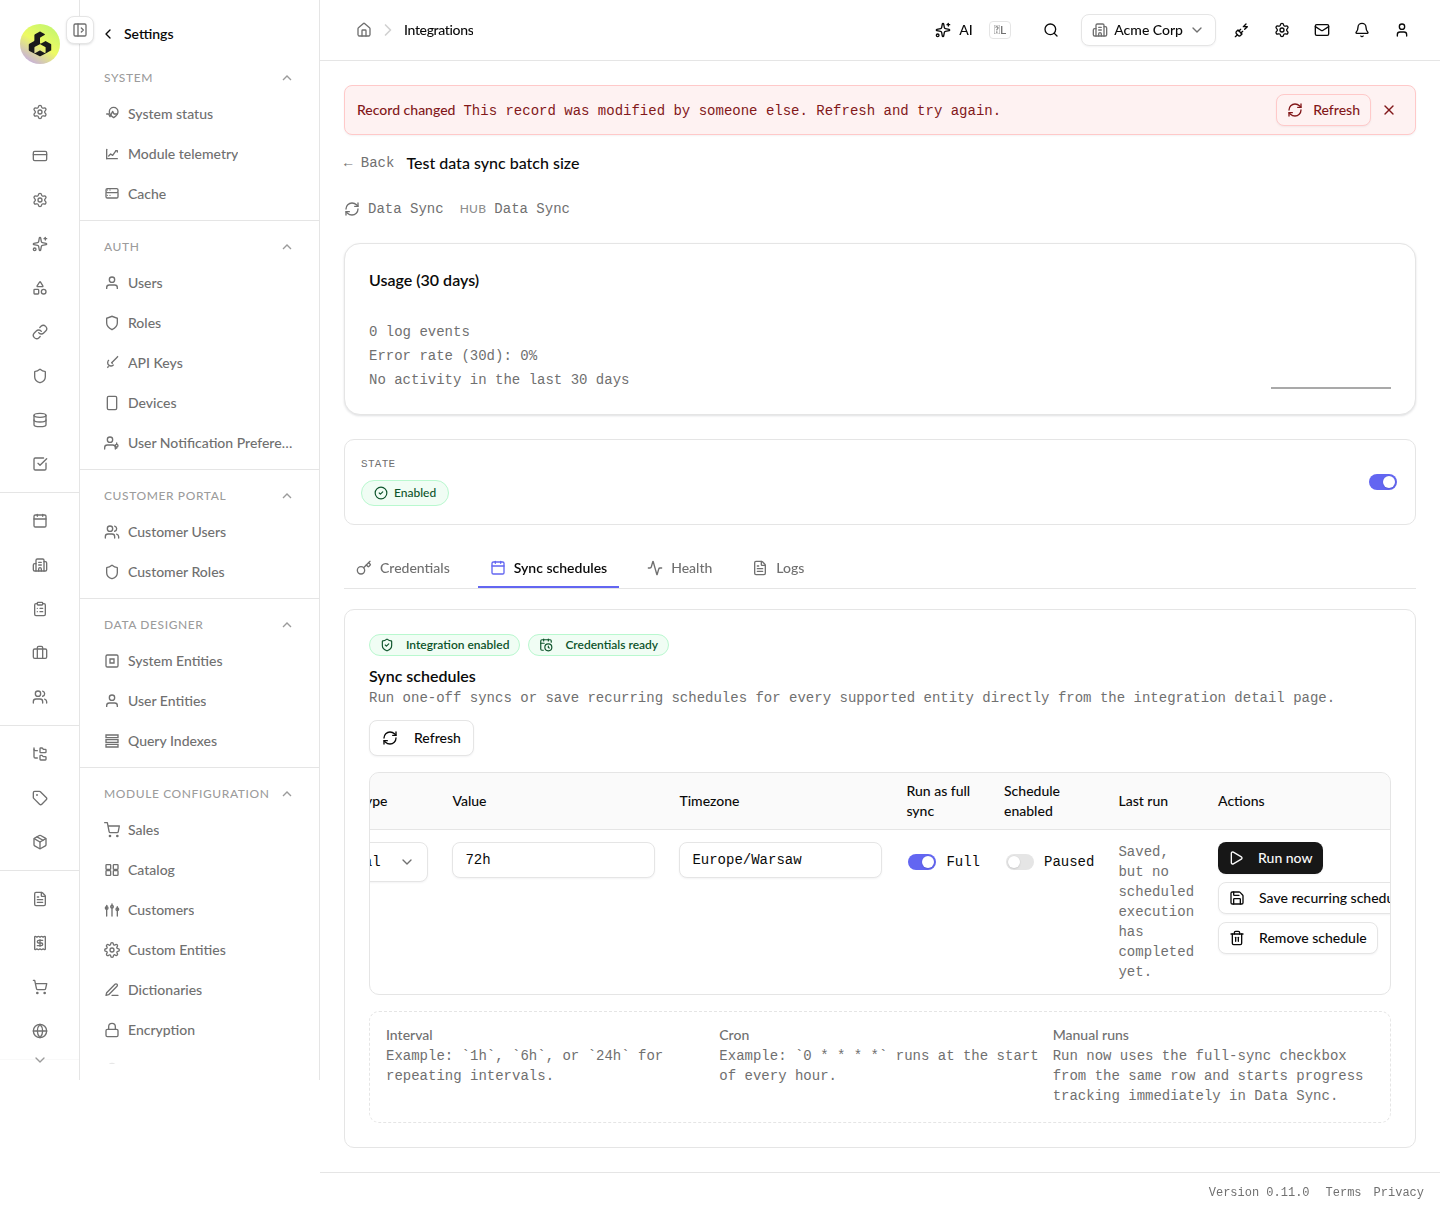 Settings
SYSTEM
System status
Module telemetry
Cache
AUTH
Users
Roles
API Keys
Devices
User Notification Prefere...
CUSTOMER PORTAL
Customer Users
Customer Roles
DATA DESIGNER
System Entities
User Entities
Query Indexes
MODULE CONFIGURATION
Sales
Catalog
Customers
Custom Entities
Dictionaries
Encryption
Integrations
AI
L
Acme Corp
Record changed This record was modified by someone else. Refresh and try again.
Refresh
← Back Test data sync batch size
Data Sync HUB Data Sync
Usage (30 days)
0 log events
Error rate (30d): 0%
No activity in the last 30 days
STATE
Enabled
Credentials Sync schedules Health Logs
Integration enabled Credentials ready
Sync schedules
Run one-off syncs or save recurring schedules for every supported entity directly from the integration detail page.
Refresh
ype Value Timezone Run as full sync Schedule enabled Last run Actions
al 72h Europe/Warsaw Full Paused
Saved,
but no
scheduled
execution
has
completed
yet.
Run now
Save recurring schedu
Remove schedule
Interval
Example: `1h`, `6h`, or `24h` for
repeating intervals.
Cron
Example: `0 * * * *` runs at the start
of every hour.
Manual runs
Run now uses the full-sync checkbox
from the same row and starts progress
tracking immediately in Data Sync.
Version 0.11.0 Terms Privacy